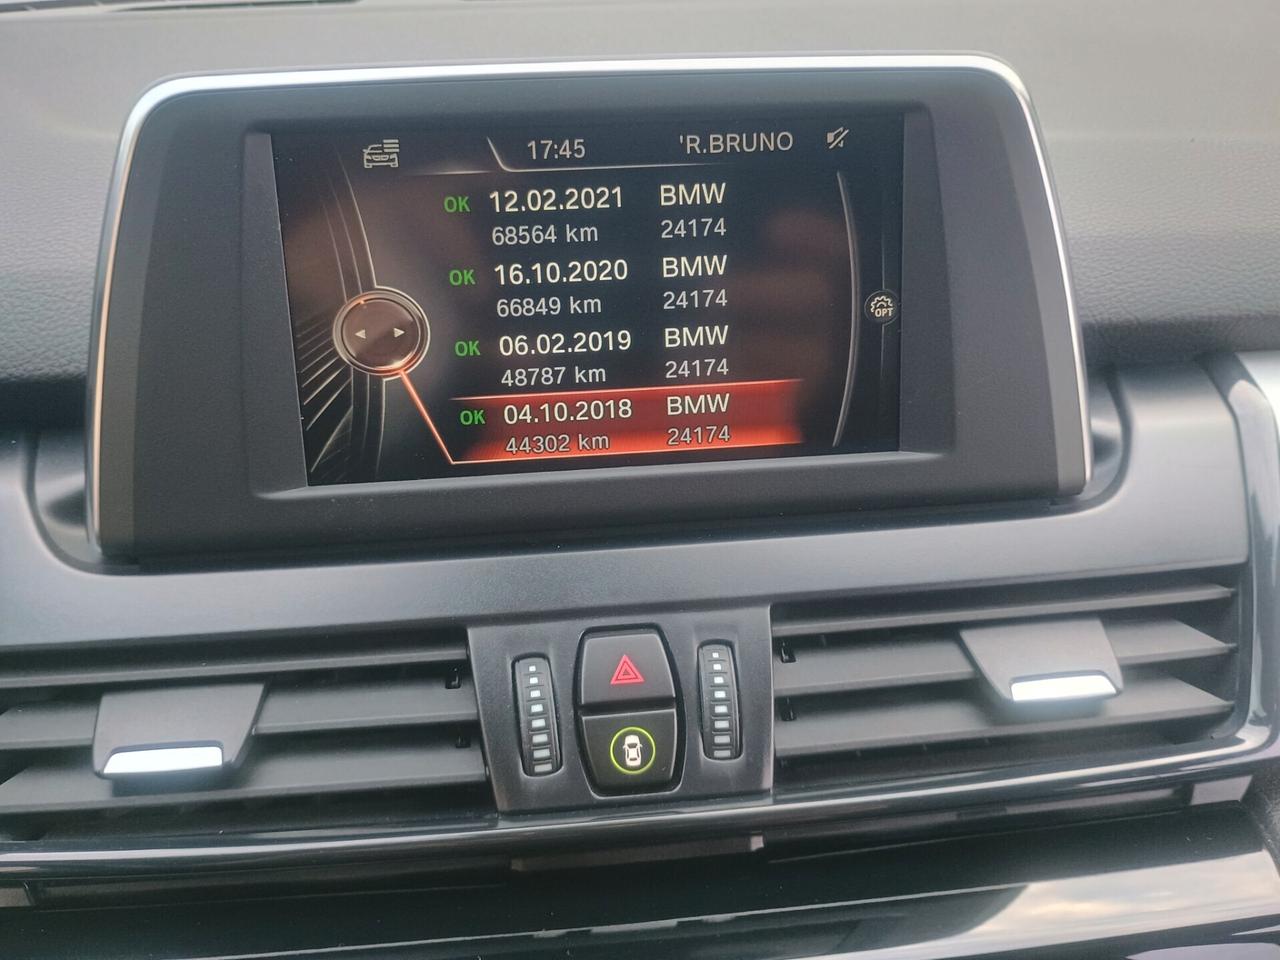 17:45 'R.BRUNO
OK 12.02.2021 BMW
68564 km 24174
OK 16.10.2020 BMW
66849 km 24174
OPT
OK 06.02.2019 BMW
48787 km 24174
OK 04.10.2018 BMW
44302 km 24174